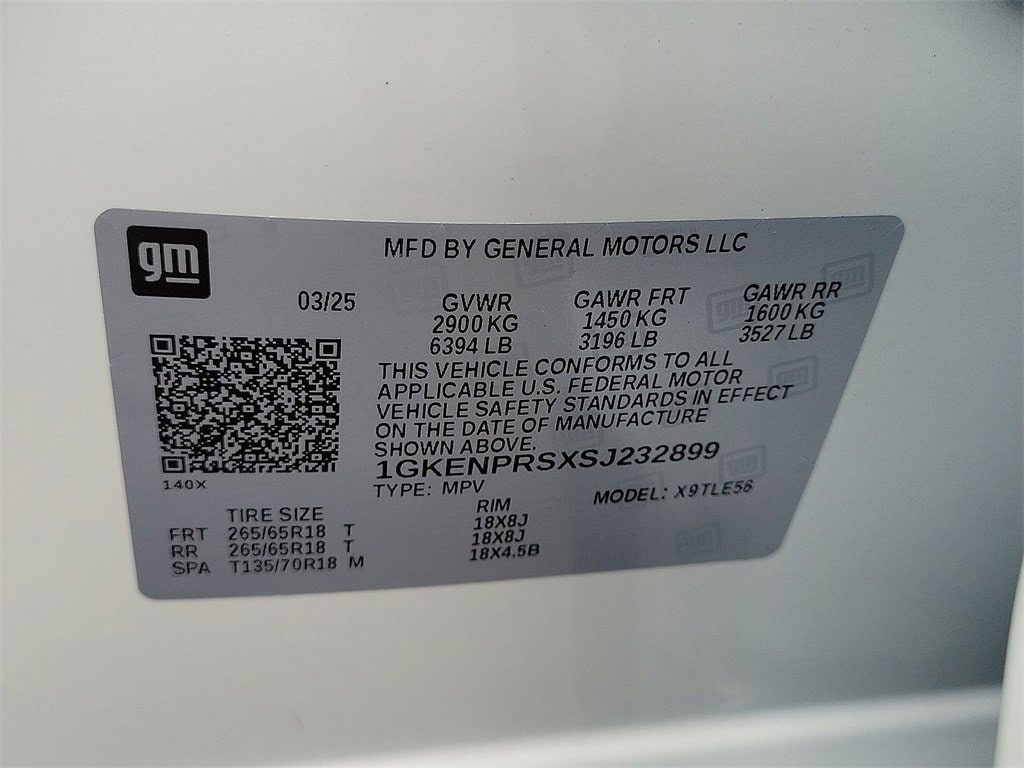 gm
MFD BY GENERAL MOTORS LLC
03/25 GVWR GAWR FRT GAWR RR
2900 KG 1450 KG 1600 KG
6394 LB 3196 LB 3527 LB
THIS VEHICLE CONFORMS TO ALL
APPLICABLE U.S. FEDERAL MOTOR
VEHICLE SAFETY STANDARDS IN EFFECT
ON THE DATE OF MANUFACTURE
SHOWN ABOVE.
1GKENPRSXSJ232899
140X
TYPE: MPV MODEL: X9TLE56
TIRE SIZE RIM
FRT 265/65R18 T 18X8J
RR 265/65R18 T 18X8J
SPA T135/70R18 M 18X4.5B